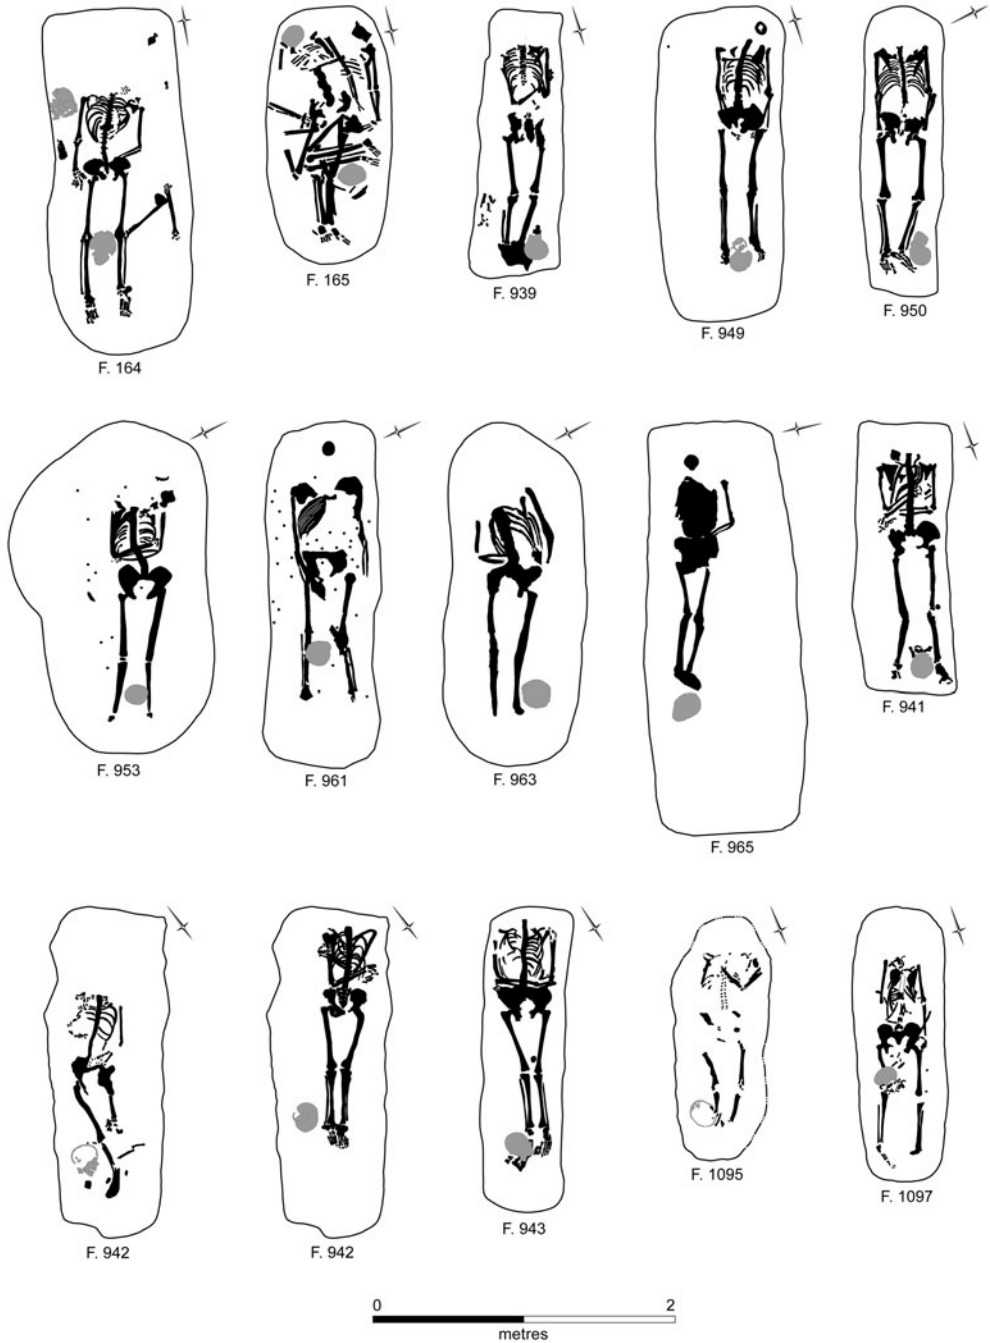 F. 164
F. 165
F. 939
F. 949
F. 950
F. 953
F. 961
F. 963
F. 965
F. 941
F. 942
F. 942
F. 943
F. 1095
F. 1097
0 2
metres